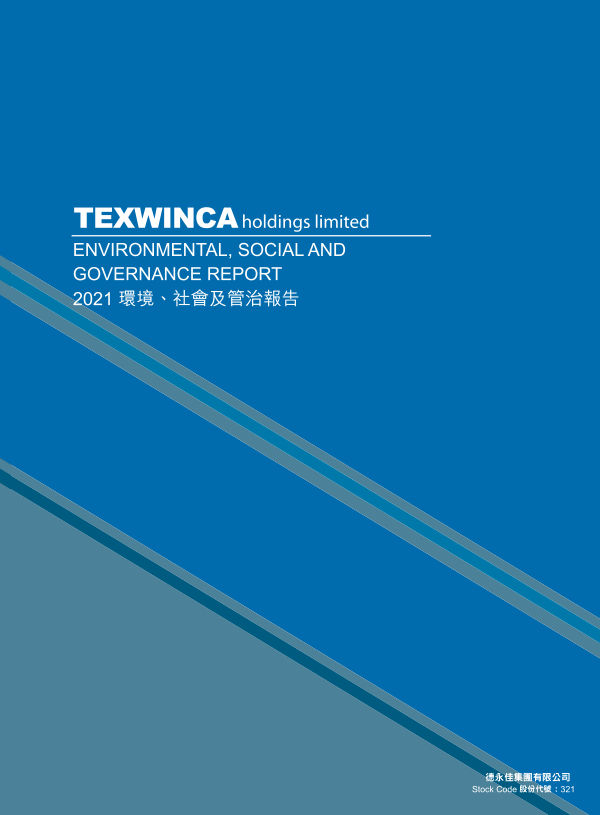 TEXWINCA holdings limited
ENVIRONMENTAL, SOCIAL AND
GOVERNANCE REPORT
2021 環境、社會及管治報告
德永佳集團有限公司
Stock Code 股份代號：321